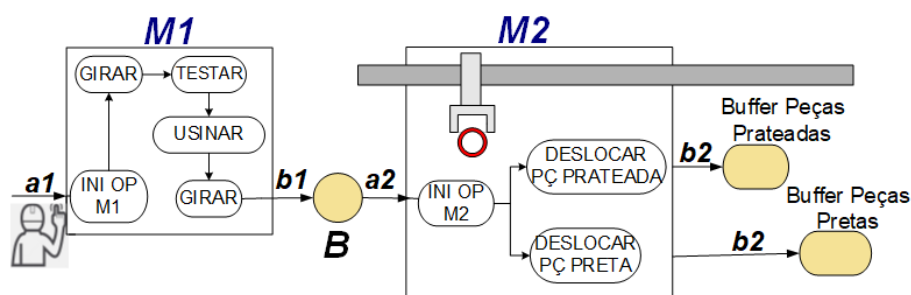 M1
GIRAR
TESTAR
USINAR
GIRAR
INI OP
M1
a1
b1
B
a2
M2
INI OP
M2
DESLOCAR
PÇ PRATEADA
DESLOCAR
PÇ PRETA
b2
Buffer Peças
Prateadas
b2
Buffer Peças
Pretas